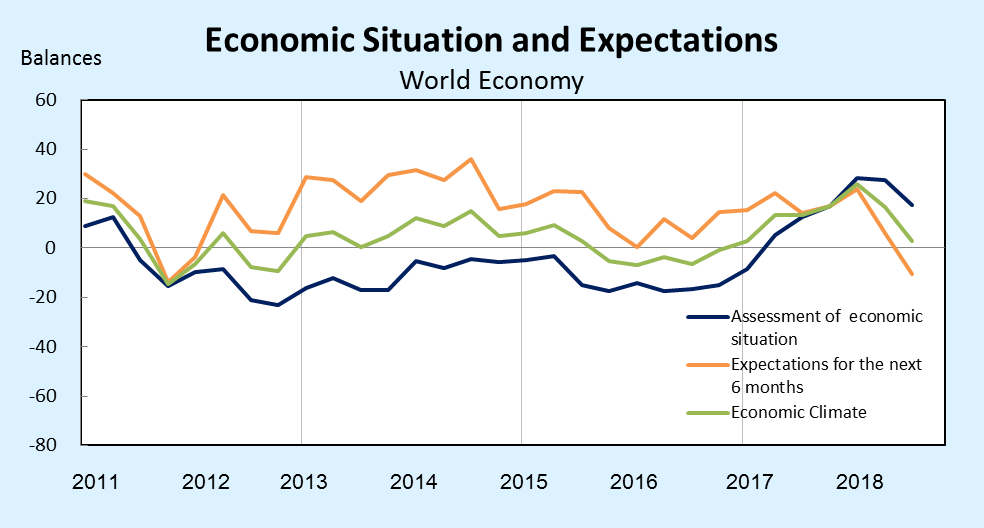 Economic Situation and Expectations
Balances
World Economy
60
40
20
0
-20
-40
-60
-80
Assessment of economic
situation
Expectations for the next
6 months
Economic Climate
2011 2012 2013 2014 2015 2016 2017 2018